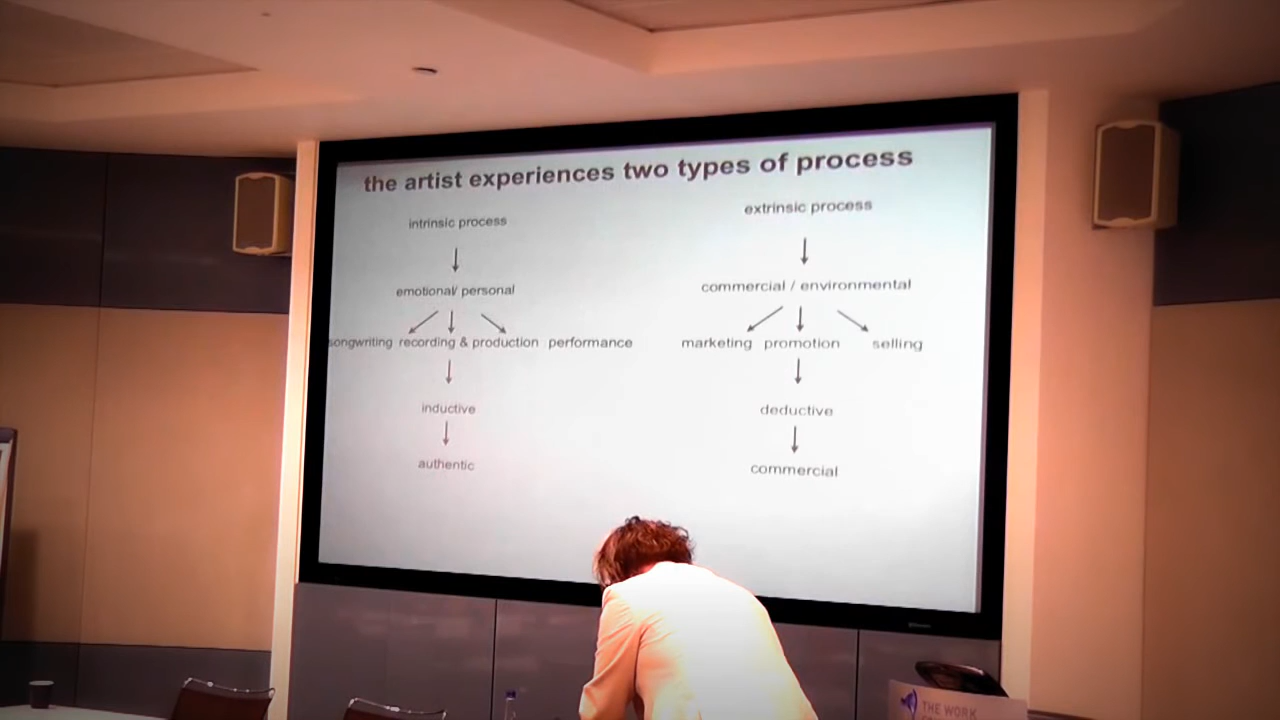 the artist experiences two types of process
intrinsic process
emotional/ personal
songwriting recording & production performance
inductive
authentic
extrinsic process
commercial / environmental
marketing promotion selling
deductive
commercial
THE WORK